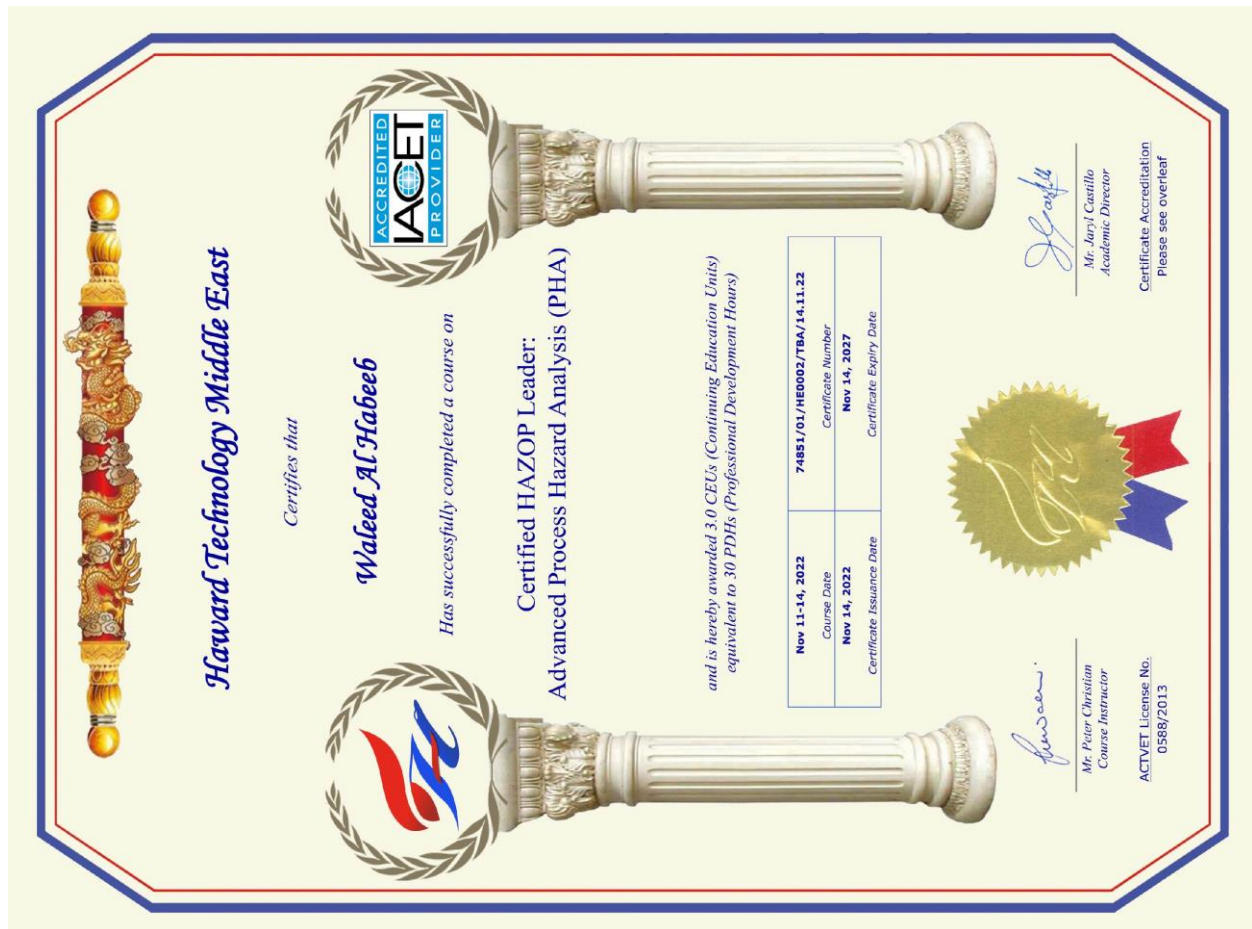 Haward Technology Middle East
Certifies that
Waleed Al Habeeb
ACCREDITED
IACET
PROVIDER
Has successfully completed a course on
Certified HAZOP Leader:
Advanced Process Hazard Analysis (PHA)
and is hereby awarded 3.0 CEUs (Continuing Education Units)
equivalent to 30 PDHs (Professional Development Hours)
Nov 11-14, 2022 74851/01/HE0002/TBA/14.11.22
Course Date Certificate Number
Nov 14, 2022 Nov 14, 2027
Certificate Issuance Date Certificate Expiry Date
Mr. Peter Christian
Course Instructor
Mr. Jaryl Castillo
Academic Director
ACTVET License No.
0588/2013
Certificate Accreditation
Please see overleaf